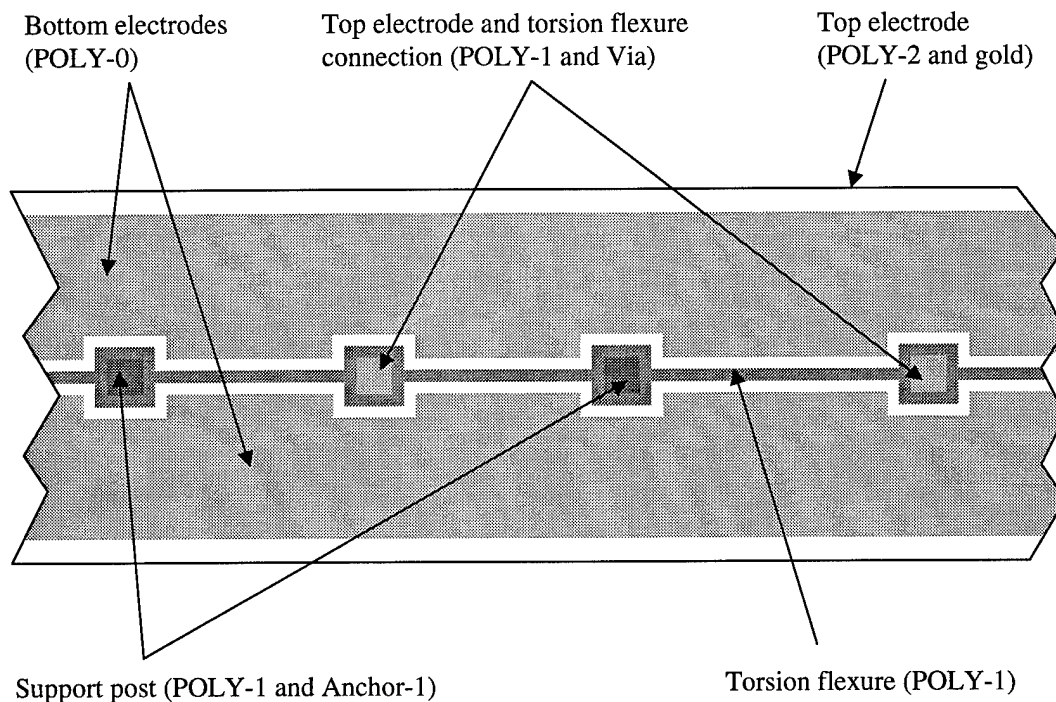 Bottom electrodes
(POLY-0)
Top electrode and torsion flexure
connection (POLY-1 and Via)
Top electrode
(POLY-2 and gold)
Support post (POLY-1 and Anchor-1)
Torsion flexure (POLY-1)